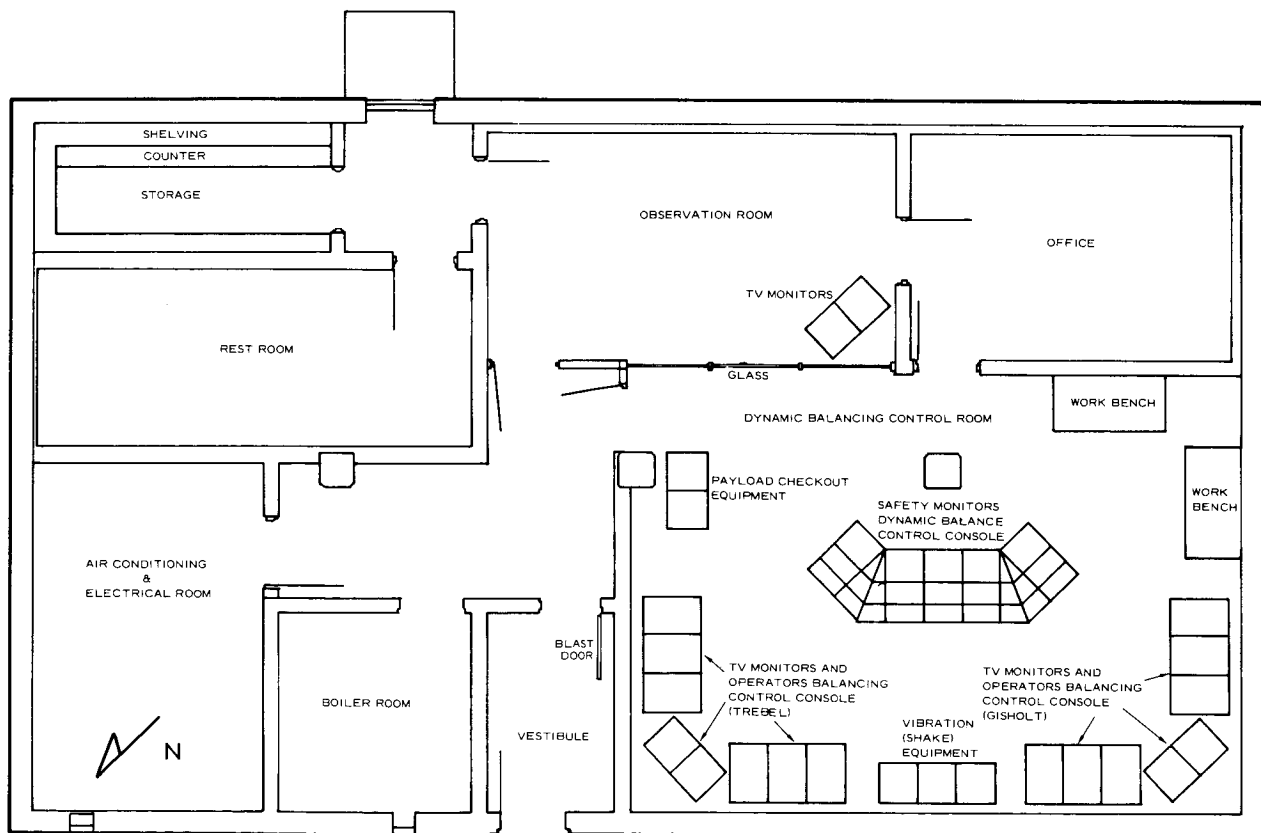 SHELVING
COUNTER
STORAGE
OBSERVATION ROOM
OFFICE
TV MONITORS
REST ROOM
GLASS
DYNAMIC BALANCING CONTROL ROOM
WORK BENCH
PAYLOAD CHECKOUT
EQUIPMENT
SAFETY MONITORS
DYNAMIC BALANCE
CONTROL CONSOLE
WORK
BENCH
AIR CONDITIONING
&
ELECTRICAL ROOM
BLAST
DOOR
TV MONITORS AND
OPERATORS BALANCING
CONTROL CONSOLE
(TREBEL)
TV MONITORS AND
OPERATORS BALANCING
CONTROL CONSOLE
(GISHOLT)
BOILER ROOM
VESTIBULE
VIBRATION
(SHAKE)
EQUIPMENT
N